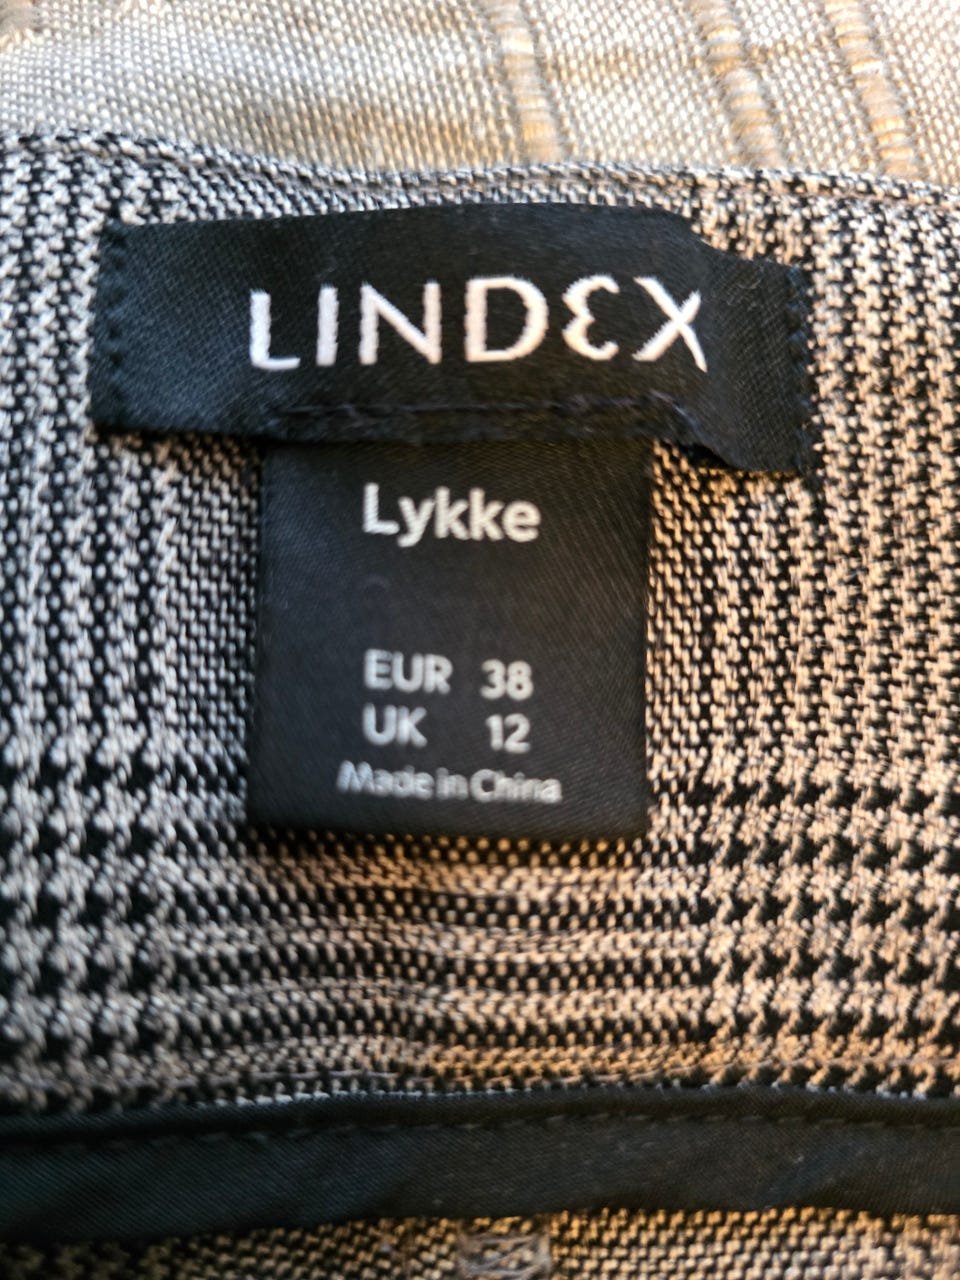 LINDEX
Lykke
EUR 38
UK 12
Made in China